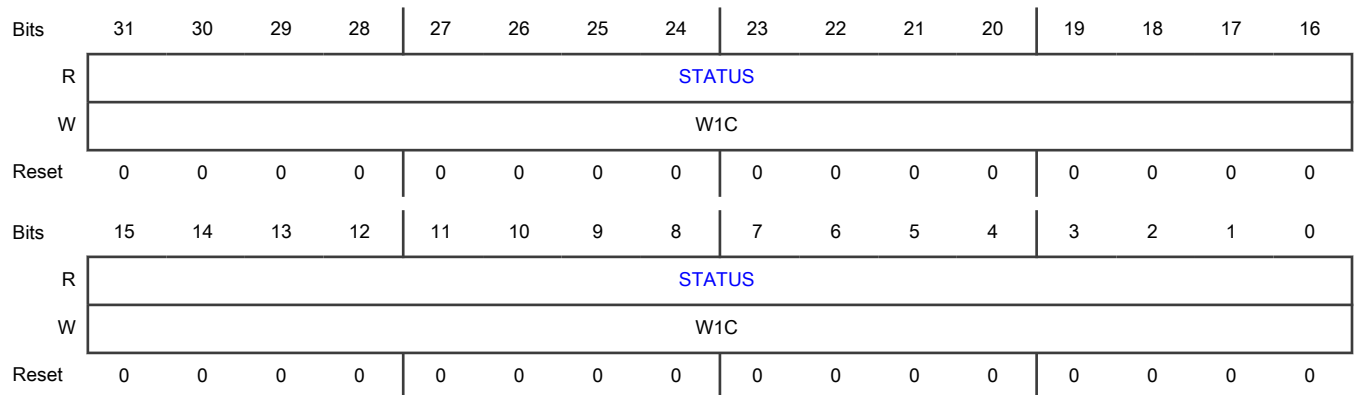 Bits 31 30 29 28 27 26 25 24 23 22 21 20 19 18 17 16
R STATUS
W W1C
Reset 0 0 0 0 0 0 0 0 0 0 0 0 0 0 0 0
Bits 15 14 13 12 11 10 9 8 7 6 5 4 3 2 1 0
R STATUS
W W1C
Reset 0 0 0 0 0 0 0 0 0 0 0 0 0 0 0 0